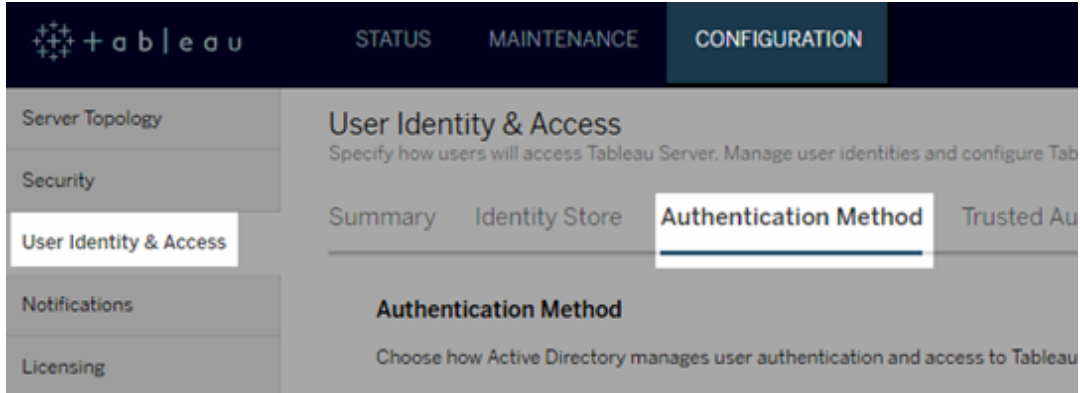 + a b | e a u
STATUS MAINTENANCE CONFIGURATION
Server Topology
Security
User Identity & Access
Notifications
Licensing
User Identity & Access
Specify how users will access Tableau Server. Manage user identities and configure Tab
Summary Identity Store Authentication Method Trusted Au
Authentication Method
Choose how Active Directory manages user authentication and access to Tableau